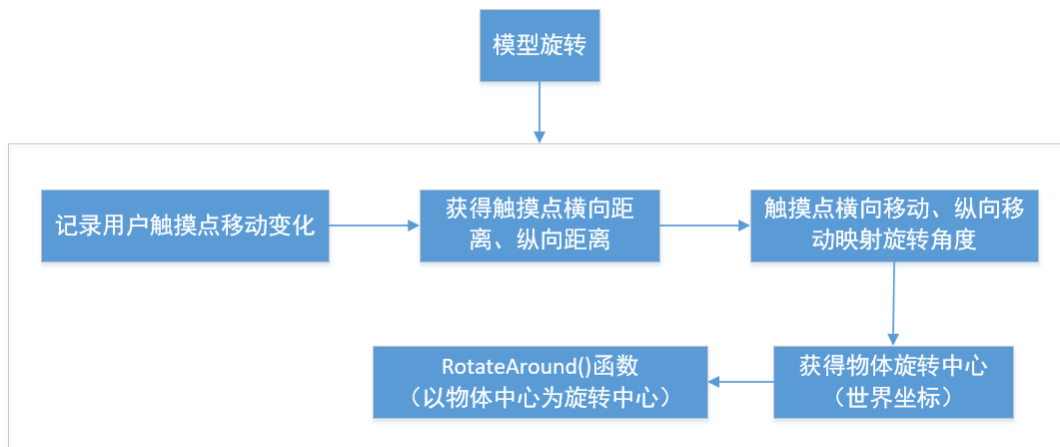 模型旋转
记录用户触摸点移动变化
获得触摸点横向距
离、纵向距离
触摸点横向移动、纵向移
动映射旋转角度
RotateAround()函数
（以物体中心为旋转中心）
获得物体旋转中心
（世界坐标）